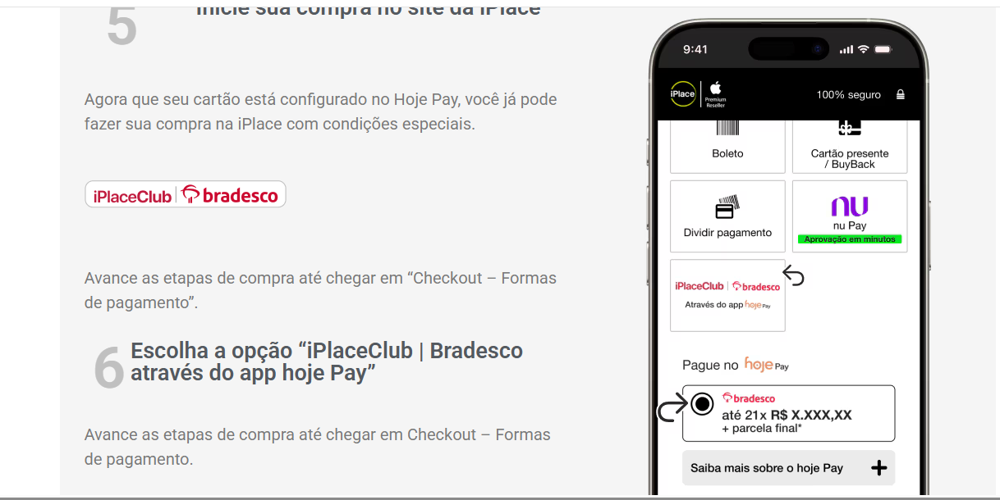 5
Inicie sua compra no site da iPlace
Agora que seu cartão está configurado no Hoje Pay, você já pode
fazer sua compra na iPlace com condições especiais.
iPlaceClub | bradesco
Avance as etapas de compra até chegar em “Checkout – Formas
de pagamento”.
6
Escolha a opção “iPlaceClub | Bradesco
através do app hoje Pay”
Avance as etapas de compra até chegar em Checkout – Formas
de pagamento.
9:41
iPlace
Premium
Reseller
100% seguro
Boleto
Cartão presente
/ BuyBack
Dividir pagamento
nu
nu Pay
Aprovação em minutos
iPlaceClub | bradesco
Através do app hoje Pay
Pague no hoje Pay
bradesco
até 21x R$ X.XXX,XX
+ parcela final*
Saiba mais sobre o hoje Pay